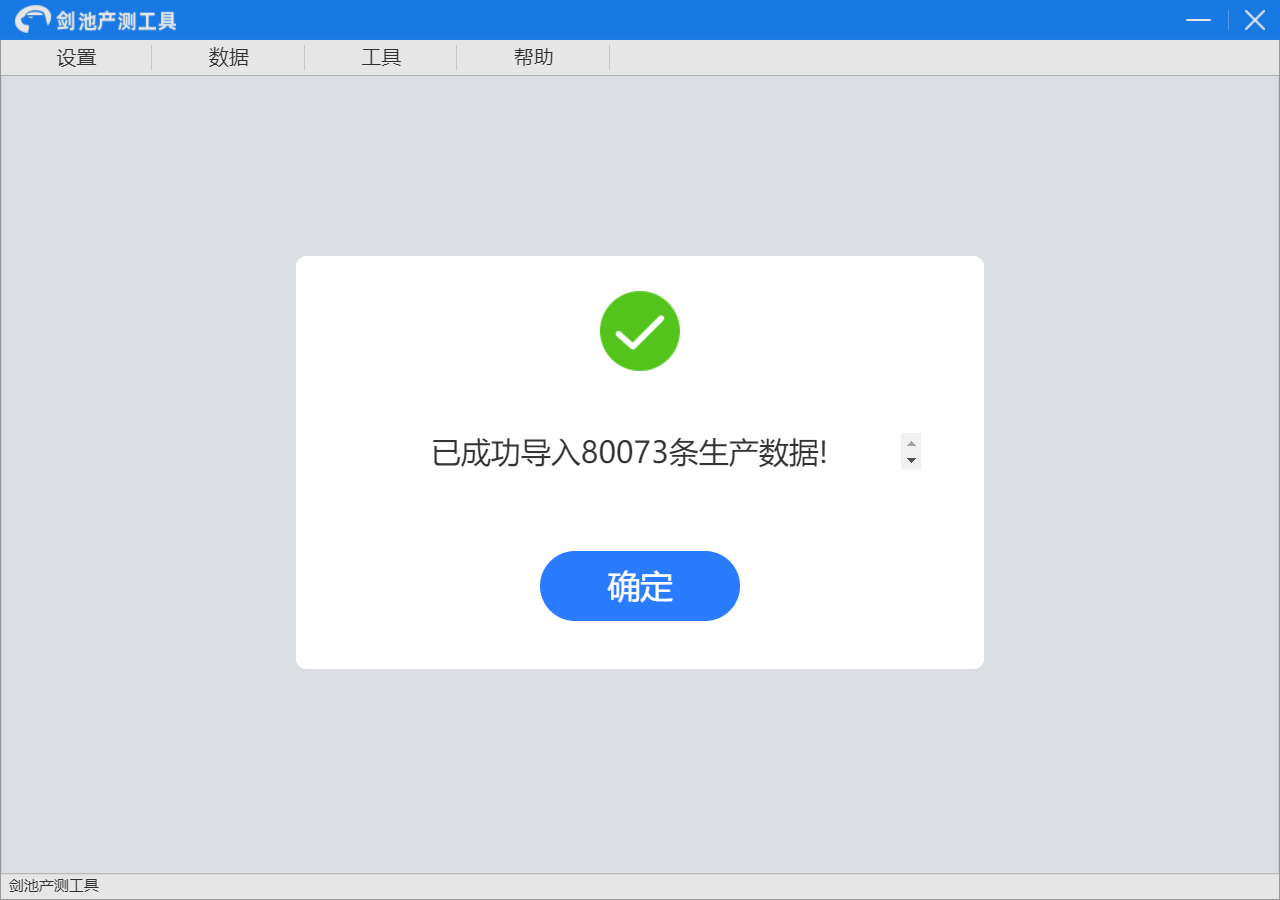 剑池产测工具
设置 数据 工具 帮助
已成功导入80073条生产数据!
确定
剑池产测工具